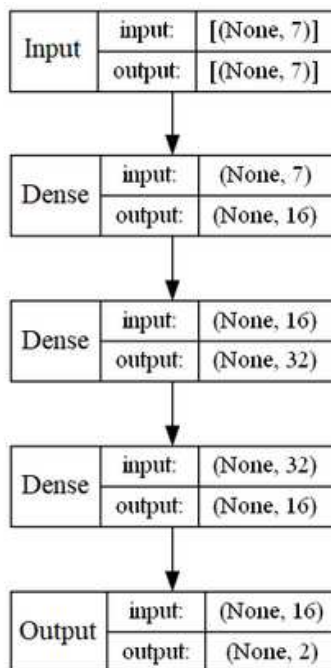 Input input: [(None, 7)]
output: [(None, 7)]
Dense input: (None, 7)
output: (None, 16)
Dense input: (None, 16)
output: (None, 32)
Dense input: (None, 32)
output: (None, 16)
Output input: (None, 16)
output: (None, 2)